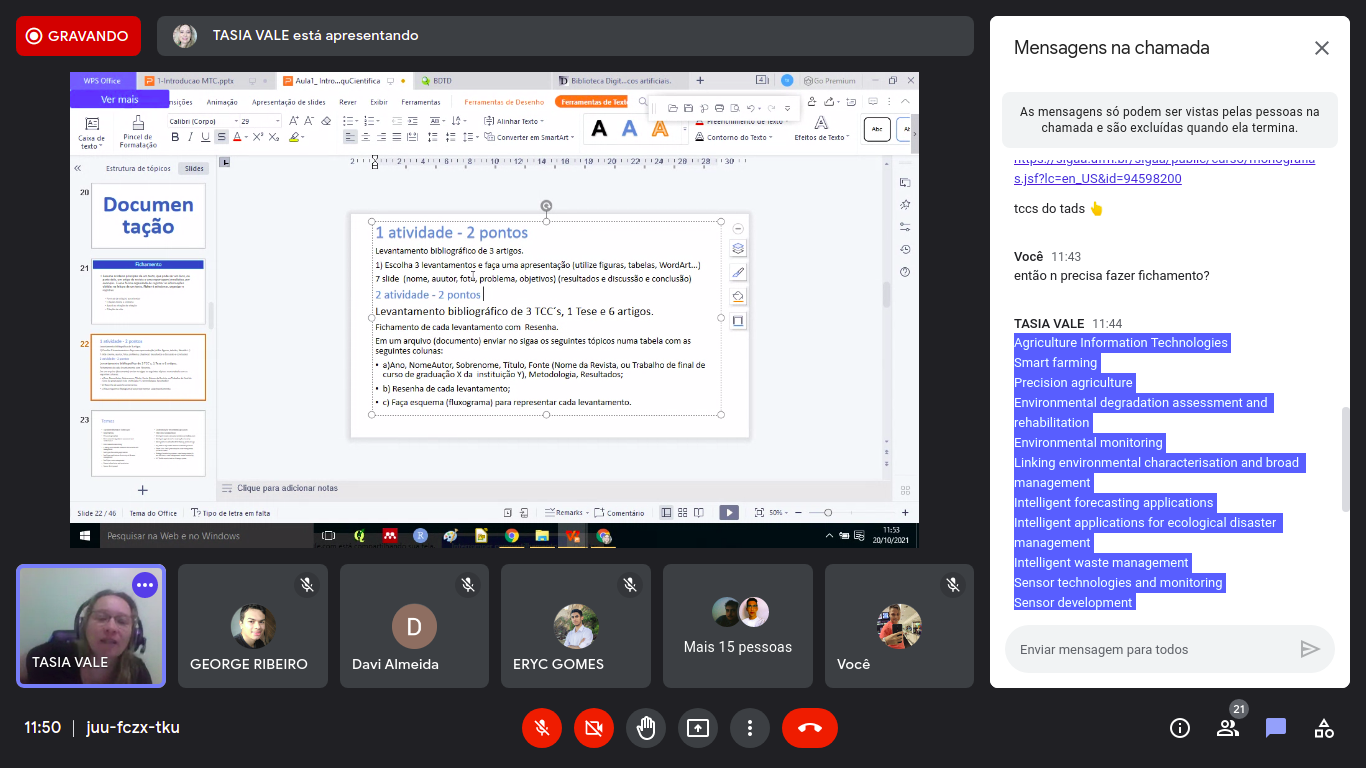 GRAVANDO
TASIA VALE está apresentando
WPS Office
1-Introducao MTC.pptx
Aula1_ Intro...quCientifica.
BDTD
Biblioteca Digit...cos artificiais.
Go Premium
Ver mais
Animação
Apresentação de slides
Rever
Exibir
Ferramentas
Ferramentas de Desenho
Ferramentas de Text
Caixa de texto
Pincel de Formatação
Calibri (Corpo)
29
Alinhar Texto
Converter em SmartArt
Preenchimento de Texto
Contorno do Texto
Efeitos de Texto
Abc
Estrutura de tópicos
Slides
20
Documen
tação
21
Fichamento
22
23
Temas
1 atividade - 2 pontos
Levantamento bibliográfico de 3 artigos.
1) Escolha 3 levantamentos e faça uma apresentação (utilize figuras, tabelas, WordArt...)
7 slide (nome, auutor, foto, problema, objetivos) (resultados e discussão e conclusão)
2 atividade - 2 pontos
Levantamento bibliográfico de 3 TCC´s, 1 Tese e 6 artigos.
Fichamento de cada levantamento com Resenha.
Em um arquivo (documento) enviar no sigaa os seguintes tópicos numa tabela com as
seguintes colunas:
• a)Ano, NomeAutor, Sobrenome, Titulo, Fonte (Nome da Revista, ou Trabalho de final de
curso de graduação X da instituição Y), Metodologia, Resultados;
• b) Resenha de cada levantamento;
• c) Faça esquema (fluxograma) para representar cada levantamento.
Clique para adicionar notas
Slide 22 / 46
Tema do Office
Tipo de letra em falta
Remarks
Comentário
50%
Pesquisar na Web e no Windows
11:53
20/10/2021
TASIA VALE
GEORGE RIBEIRO
D
Davi Almeida
ERYC GOMES
Mais 15 pessoas
Você
11:50
juu-fczx-tku
21
Mensagens na chamada
As mensagens só podem ser vistas pelas pessoas na
chamada e são excluídas quando ela termina.
https://sigaa.ufrn.br/sigaa/public/curso/monografia
s.jsf?lc=en_US&id=94598200
tccs do tads 👆
Você 11:43
então n precisa fazer fichamento?
TASIA VALE 11:44
Agriculture Information Technologies
Smart farming
Precision agriculture
Environmental degradation assessment and
rehabilitation
Environmental monitoring
Linking environmental characterisation and broad
management
Intelligent forecasting applications
Intelligent applications for ecological disaster
management
Intelligent waste management
Sensor technologies and monitoring
Sensor development
Enviar mensagem para todos